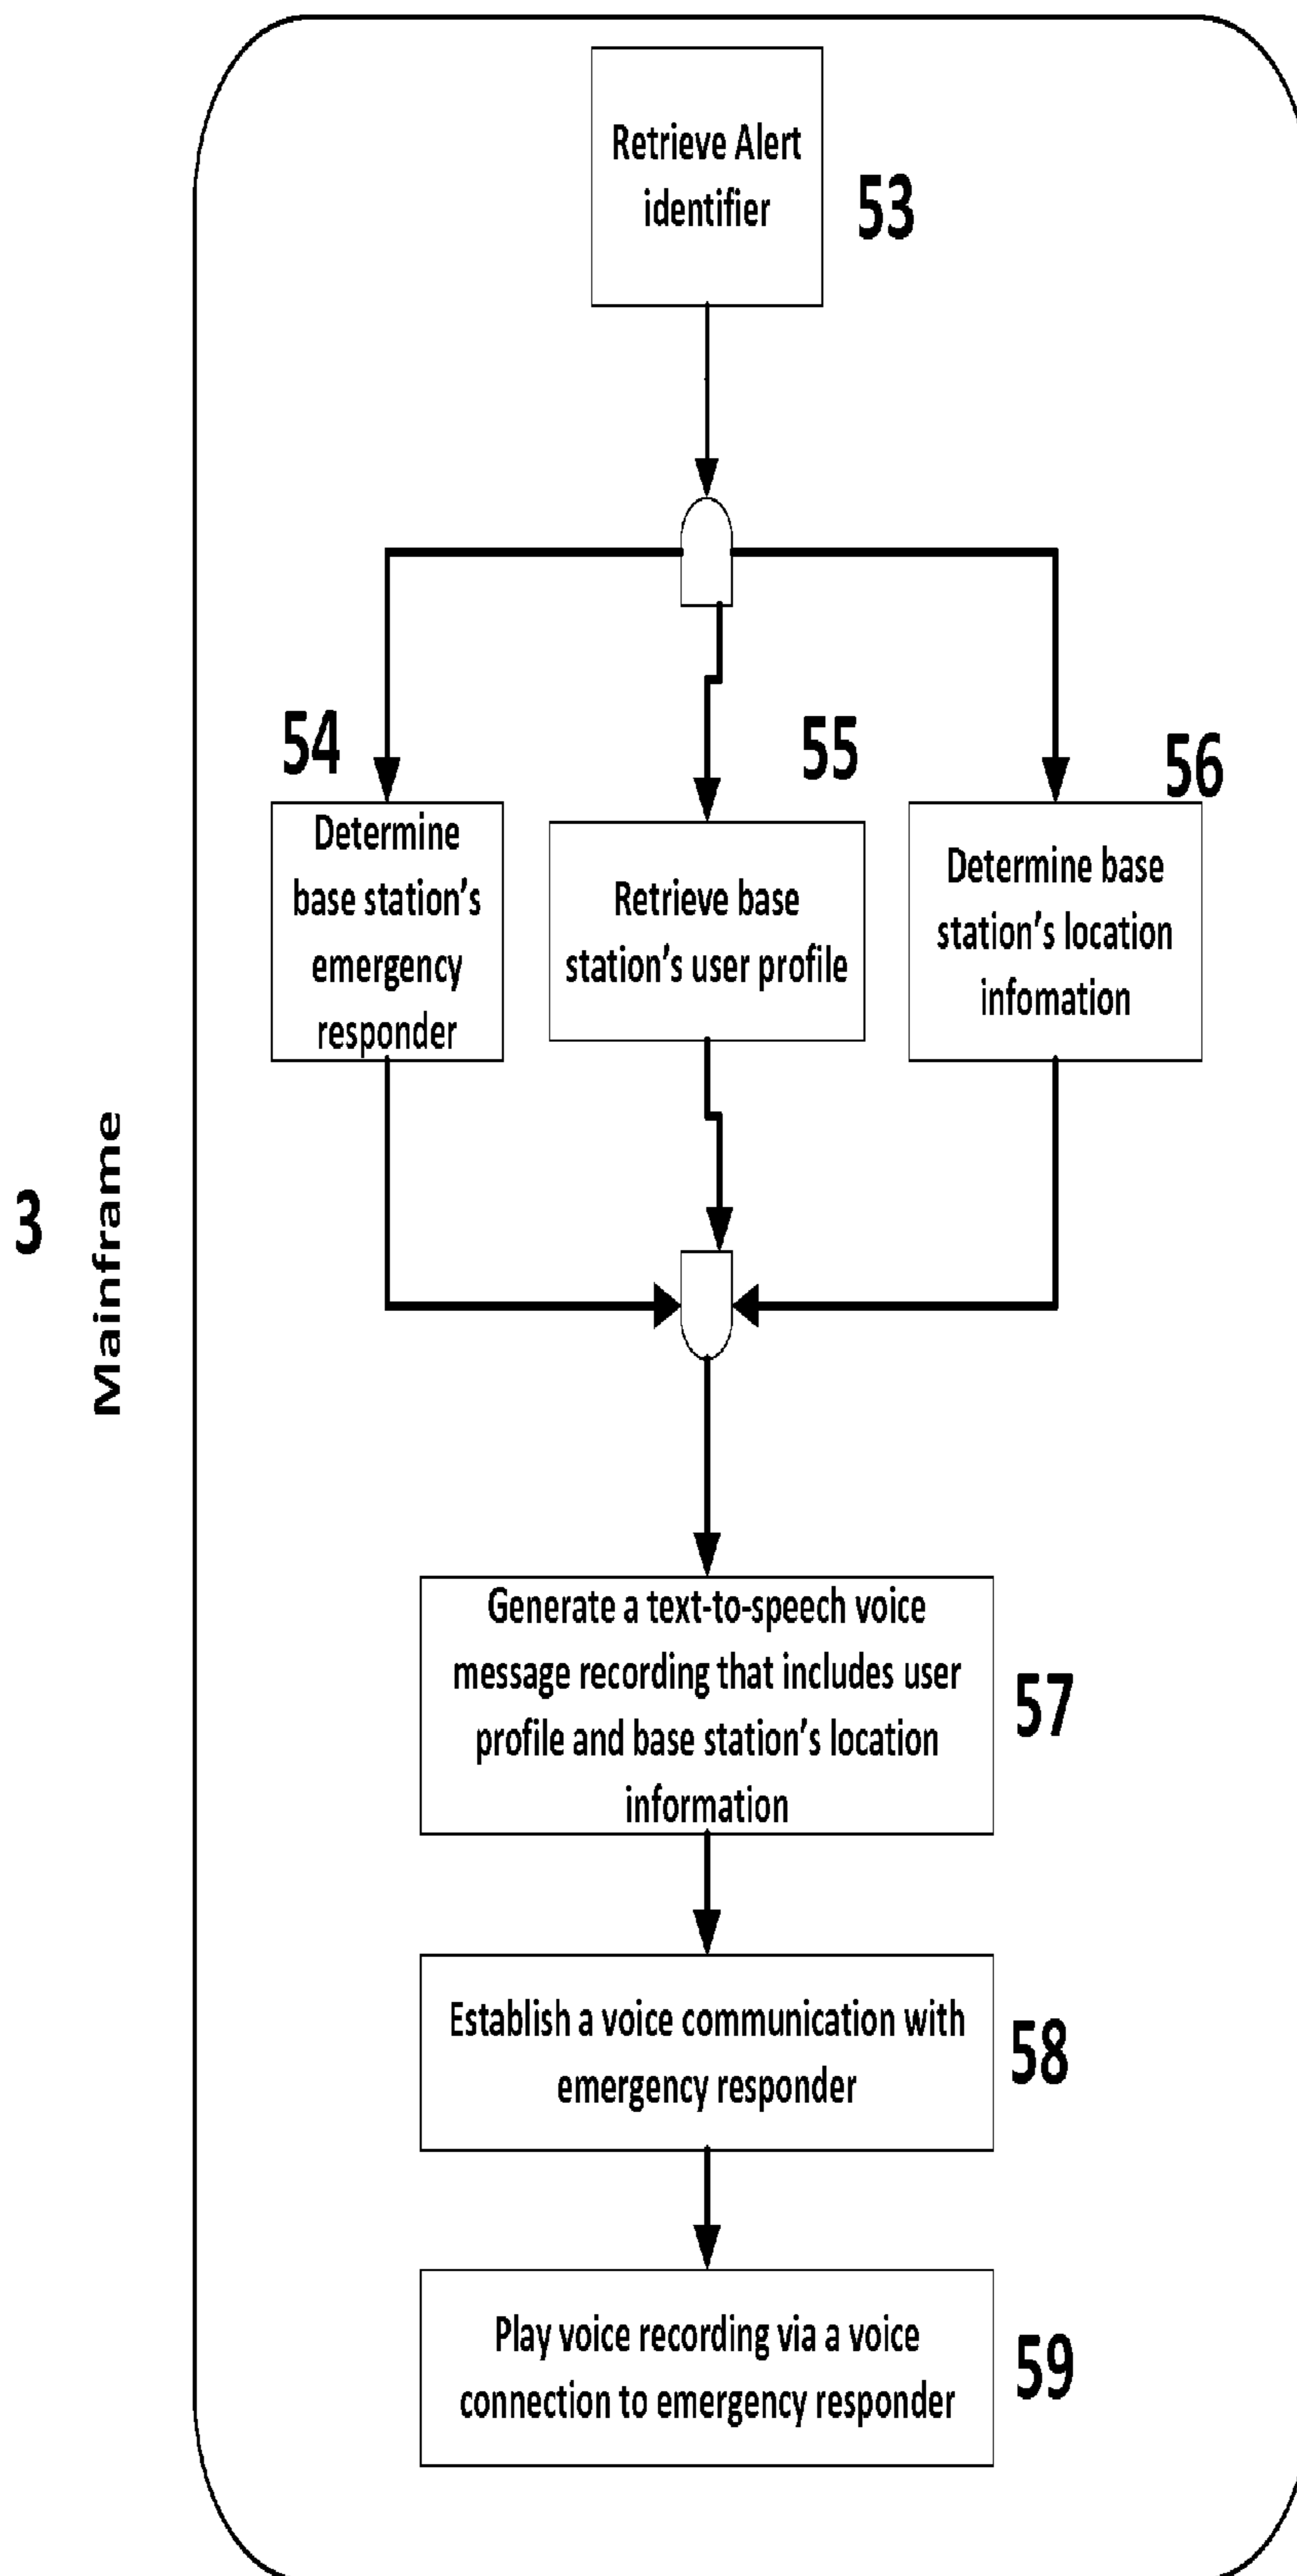 Retrieve Alert
identifier
53
54
55
56
Determine
base station's
emergency
responder
Retrieve base
station's user profile
Determine base
station's location
infomation
3
Mainframe
Generate a text-to-speech voice
message recording that includes user
profile and base station's location
information
57
Establish a voice communication with
emergency responder
58
Play voice recording via a voice
connection to emergency responder
59